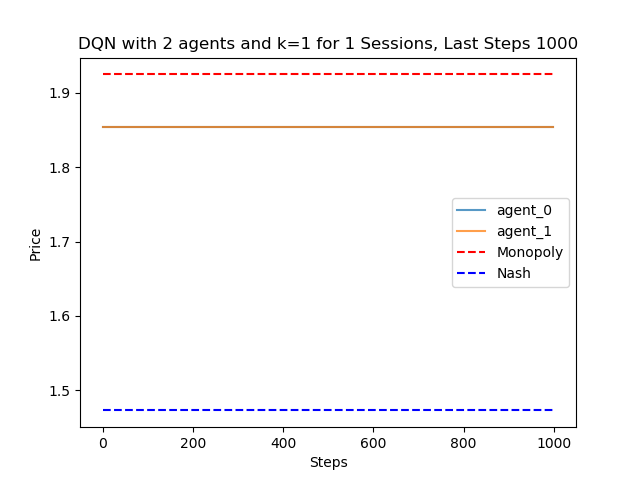 DQN with 2 agents and k=1 for 1 Sessions, Last Steps 1000
Price
1.9
1.8
1.7
1.6
1.5
agent_0
agent_1
Monopoly
Nash
0 200 400 600 800 1000
Steps